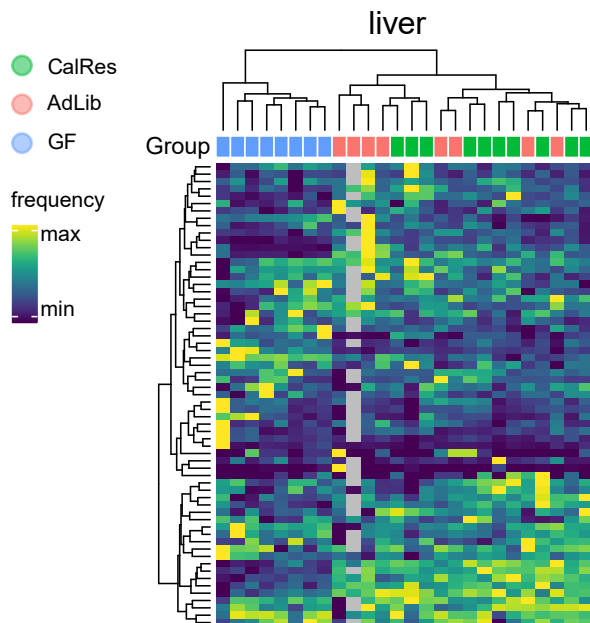 liver
CalRes
AdLib
GF
Group
frequency
max
min